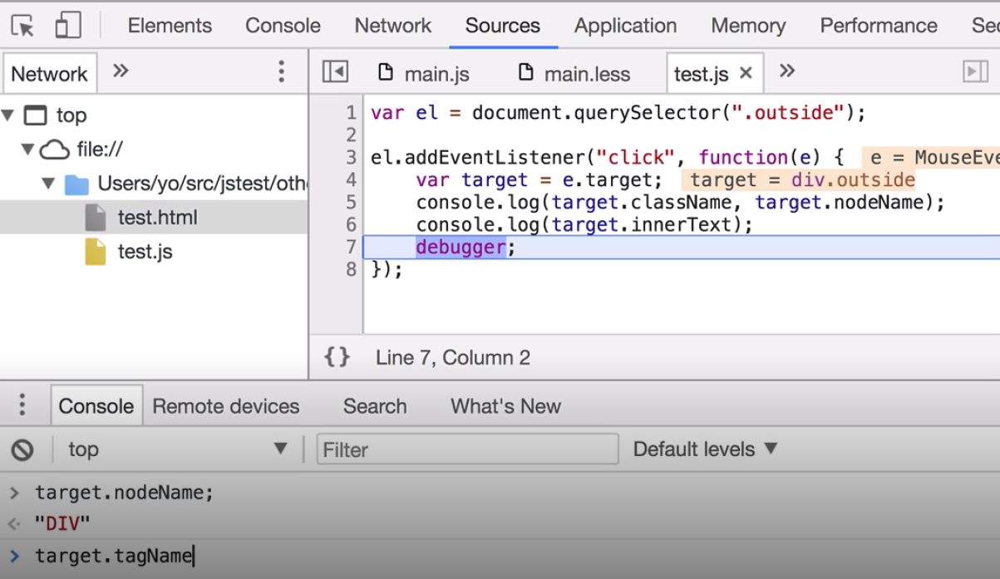 Elements Console Network Sources Application Memory Performance Sec
Network » main.js main.less test.js × »
top
file://
Users/yo/src/jstest/othe
test.html
test.js
1 var el = document.querySelector(".outside");
2
3 el.addEventListener("click", function(e) { e = MouseEve
4 var target = e.target; target = div.outside
5 console.log(target.className, target.nodeName);
6 console.log(target.innerText);
7 debugger;
8 });
{} Line 7, Column 2
Console Remote devices Search What's New
top Filter Default levels
> target.nodeName;
"DIV"
> target.tagName